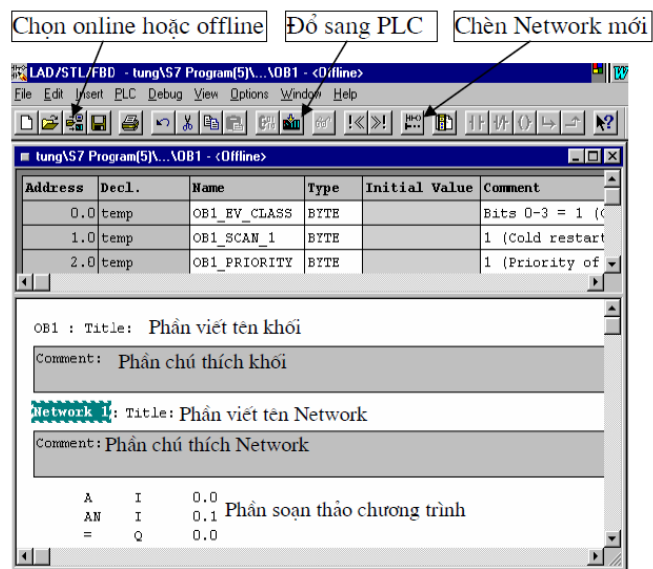 Chọn online hoặc offline
Đổ sang PLC
Chèn Network mới
LAD/STL/FBD - tung\S7 Program(5)\...\OB1 - <Offline>
File Edit Insert PLC Debug View Options Window Help
tung\S7 Program(5)\...\OB1 - <Offline>
Address Decl. Name Type Initial Value Comment
0.0 temp OB1_EV_CLASS BYTE Bits 0-3 = 1 (
1.0 temp OB1_SCAN_1 BYTE 1 (Cold restart
2.0 temp OB1_PRIORITY BYTE 1 (Priority of
OB1 : Title: Phần viết tên khối
Comment: Phần chú thích khối
Network 1: Title: Phần viết tên Network
Comment: Phần chú thích Network
A I 0.0
AN I 0.1
= Q 0.0
Phần soạn thảo chương trình